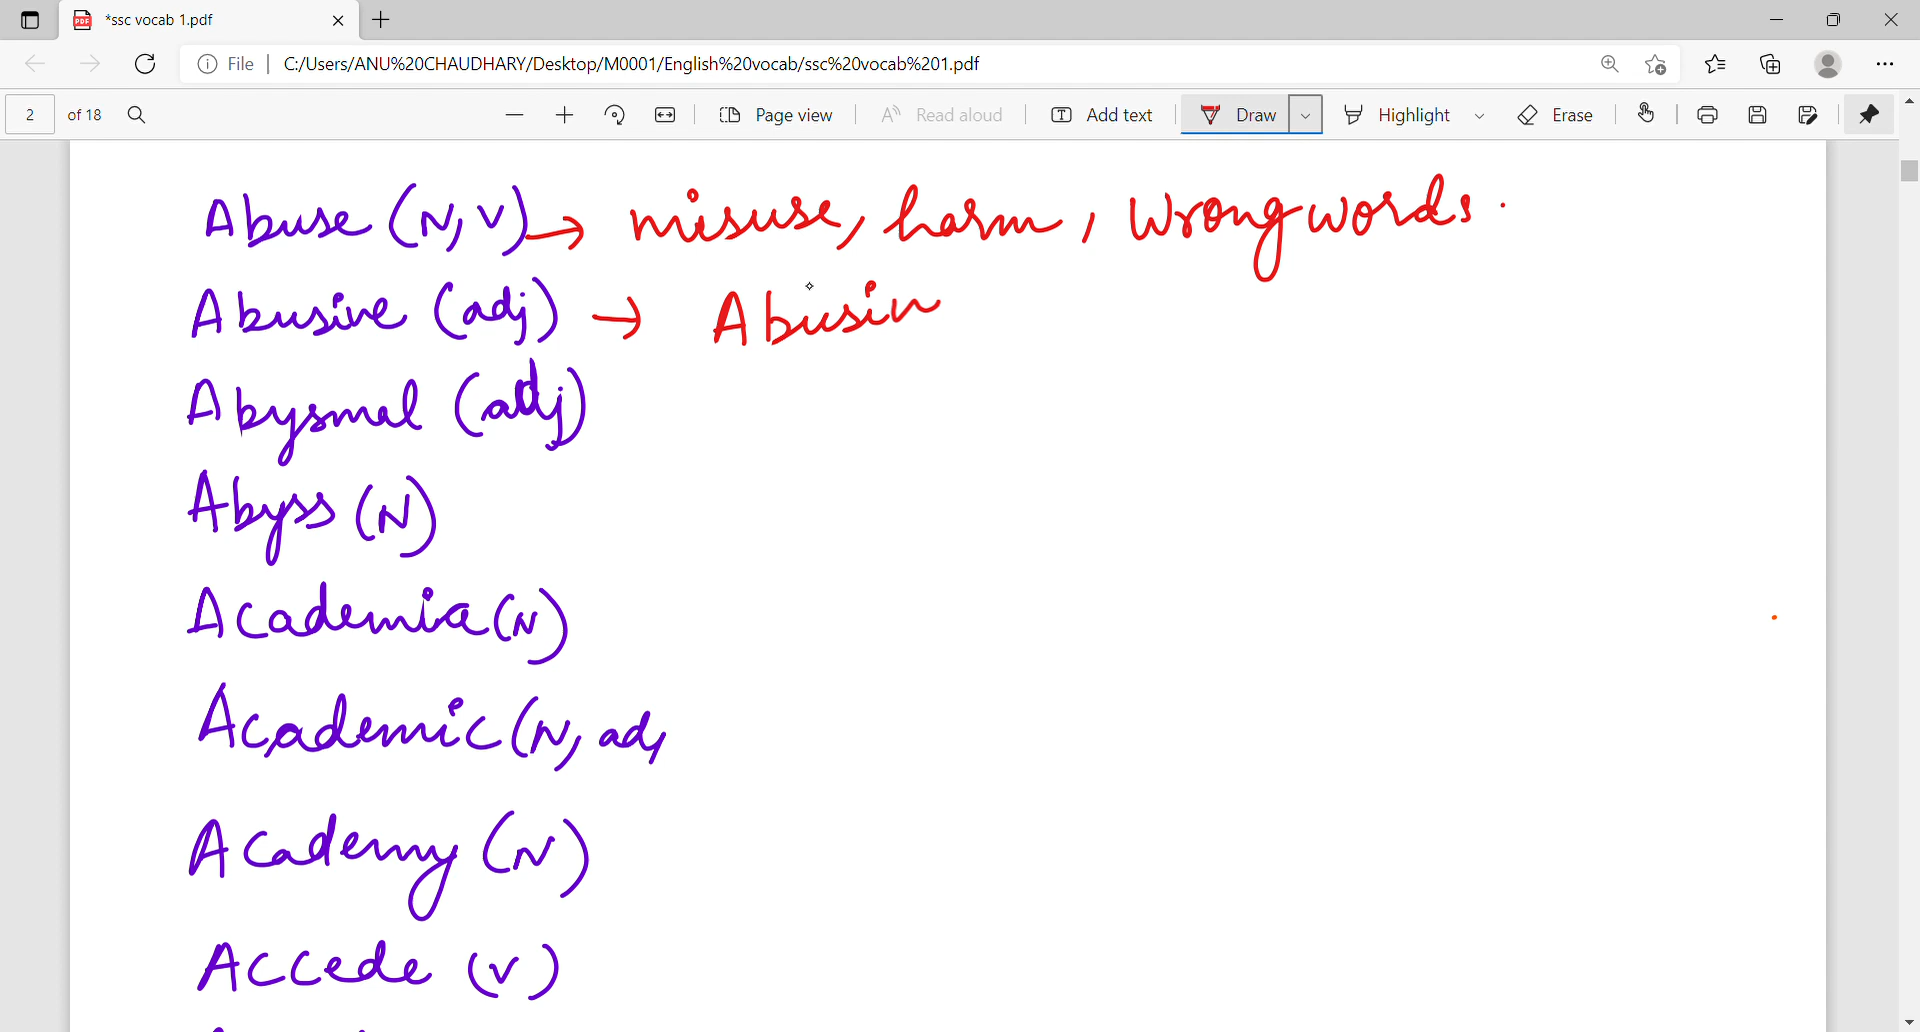 *ssc vocab 1.pdf
File | C:/Users/ANU%20CHAUDHARY/Desktop/M0001/English%20vocab/ssc%20vocab%201.pdf
2 of 18 Page view Read aloud Add text Draw Highlight Erase
Abuse (N, V) → misuse, harm, Wrong words.
Abusive (adj) → Abusin
Abysmal (adj)
Abyss (N)
Academia (N)
Academic (N, adj
Academy (N)
Accede (V)